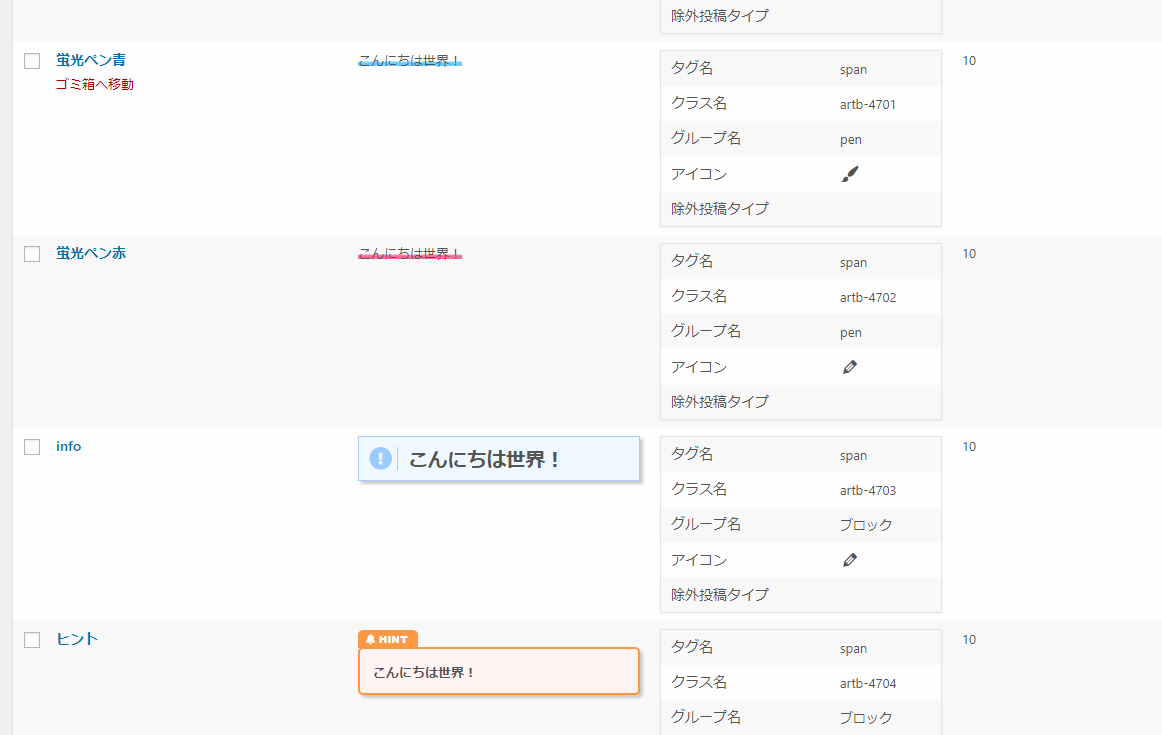 除外投稿タイプ
蛍光ペン青
ゴミ箱へ移動
こんにちは世界！
タグ名 span
クラス名 artb-4701
グループ名 pen
アイコン
除外投稿タイプ
10
蛍光ペン赤
こんにちは世界！
タグ名 span
クラス名 artb-4702
グループ名 pen
アイコン
除外投稿タイプ
10
info
こんにちは世界！
タグ名 span
クラス名 artb-4703
グループ名 ブロック
アイコン
除外投稿タイプ
10
ヒント
HINT
こんにちは世界！
タグ名 span
クラス名 artb-4704
グループ名 ブロック
10